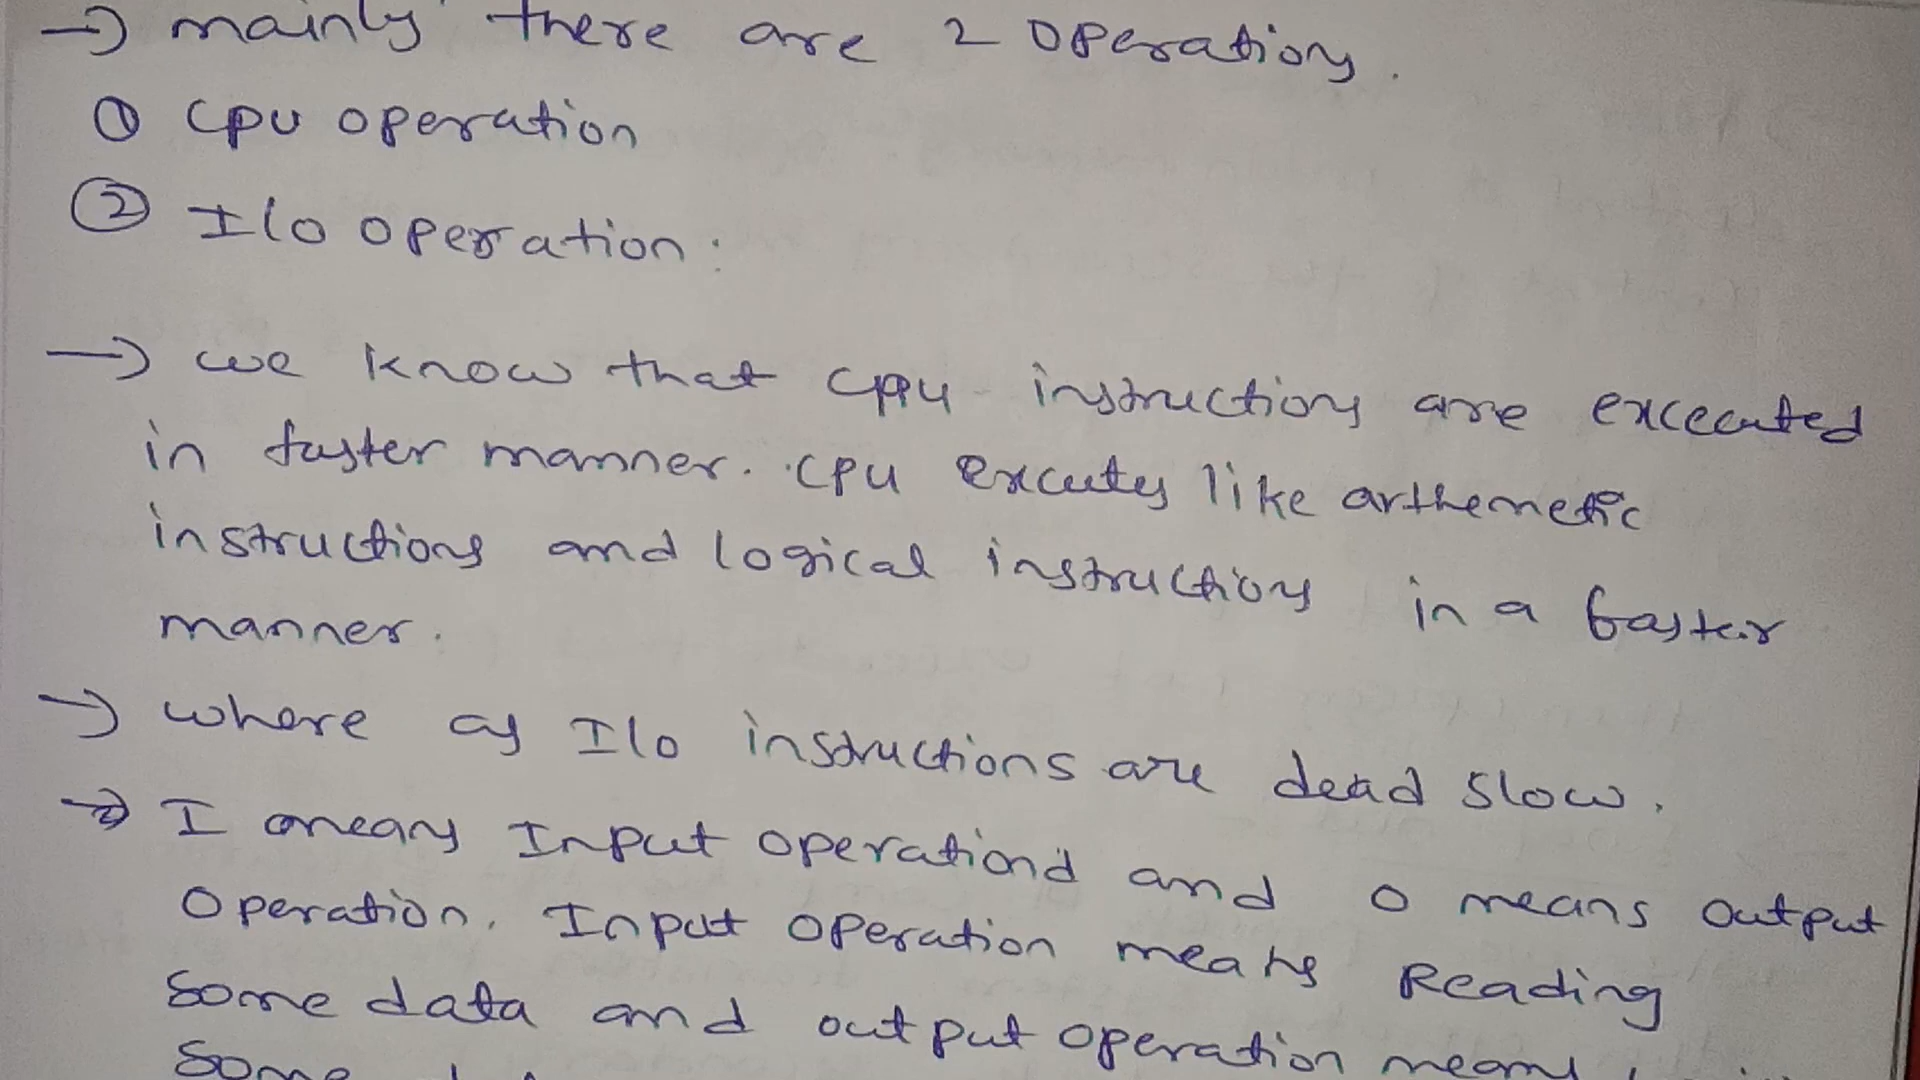 → mainly there are 2 operations.
① CPU operation
② I/O operation.
→ we know that CPU instructions are excecuted
in faster manner. CPU excutes like arthemetic
instructions and logical instructions in a faster
manner.
→ where as I/O instructions are dead slow.
→ I means Input operationd and O means output
operation. Input operation means Reading
some data and output operation means
some